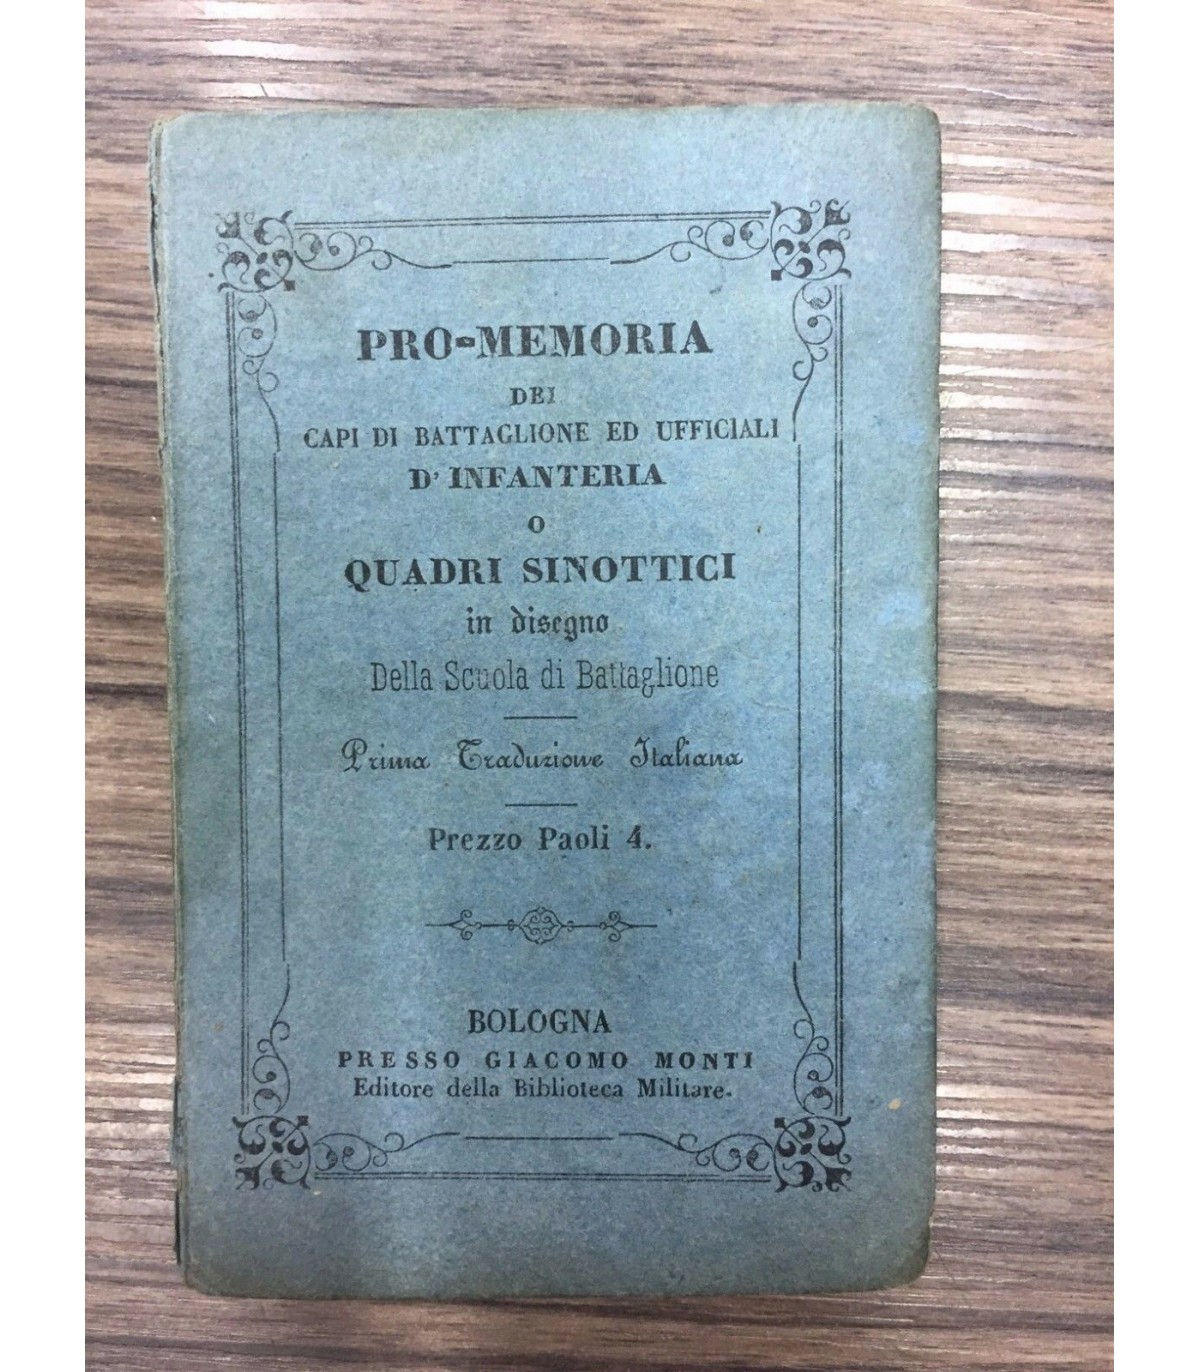 PRO-MEMORIA
DEI
CAPI DI BATTAGLIONE ED UFFICIALI
D' INFANTERIA
O
QUADRI SINOTTICI
in disegno
Della Scuola di Battaglione
Prima Traduzione Italiana
Prezzo Paoli 4.
BOLOGNA
PRESSO GIACOMO MONTI
Editore della Biblioteca Militare.